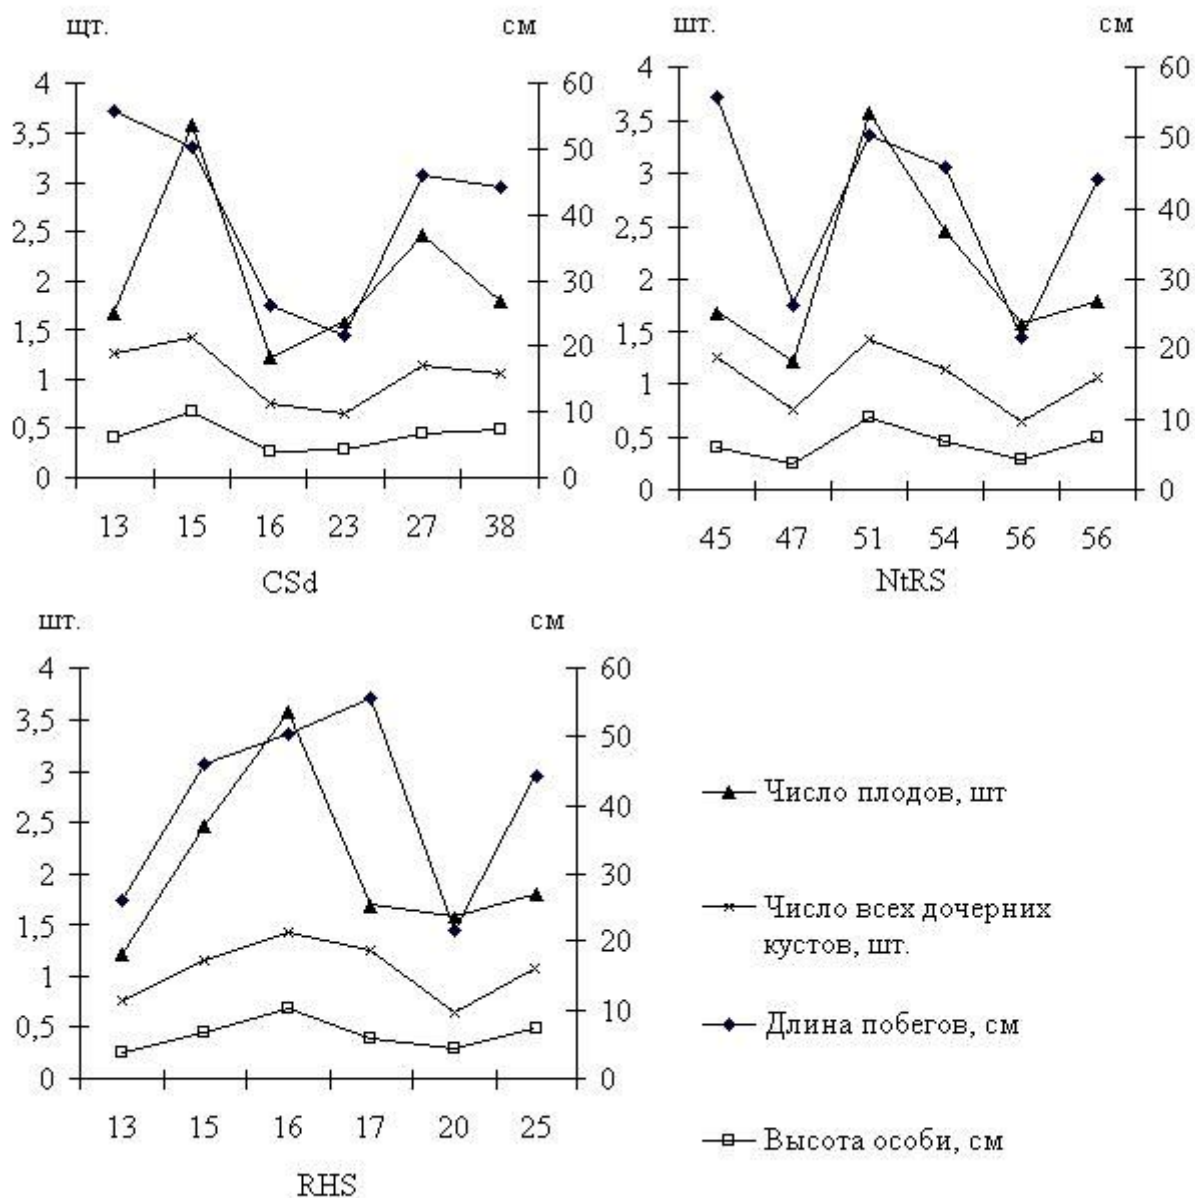 щт. см
4 60
3,5
50
3
40
2,5
2 30
1,5 20
1
10
0,5
0 0
13 15 16 23 27 38
CSd
шт. см
4 60
3,5 50
3
40
2,5
2 30
1,5 20
1
10
0,5
0 0
45 47 51 54 56 56
NtRS
шт. см
4 60
3,5
50
3
40
2,5
2 30
1,5 20
1
10
0,5
0 0
13 15 16 17 20 25
RHS
Число плодов, шт
Число всех дочерних
кустов, шт.
Длина побегов, см
Высота особи, см